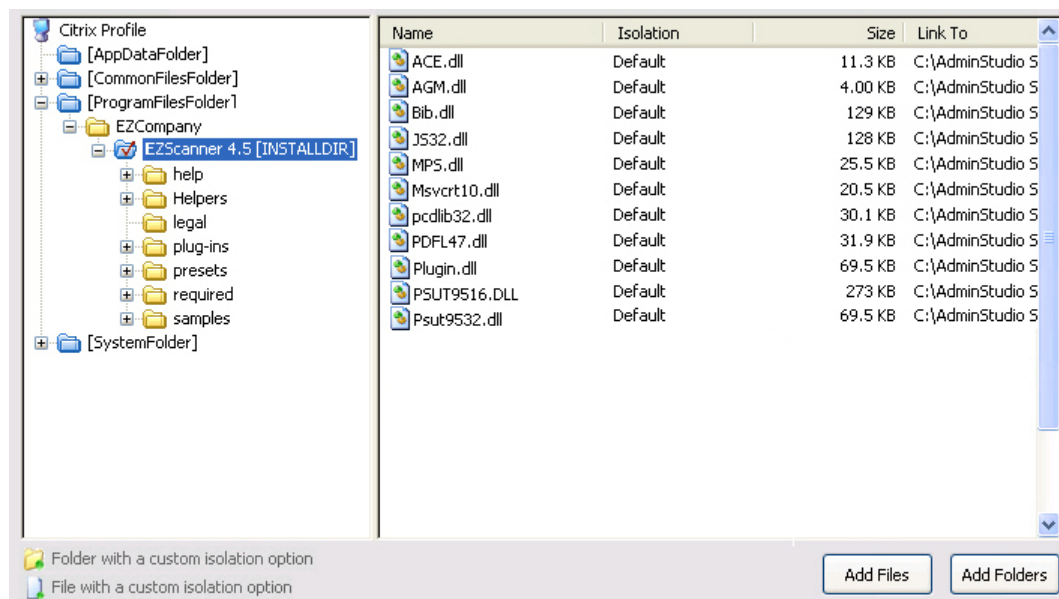 Citrix Profile
[AppDataFolder]
[CommonFilesFolder]
[ProgramFilesFolder]
EZCompany
EZScanner 4.5 [INSTALLDIR]
help
Helpers
legal
plug-ins
presets
required
samples
[SystemFolder]
Name Isolation Size Link To
ACE.dll Default 11.3 KB C:\AdminStudio S
AGM.dll Default 4.00 KB C:\AdminStudio S
Bib.dll Default 129 KB C:\AdminStudio S
JS32.dll Default 128 KB C:\AdminStudio S
MPS.dll Default 25.5 KB C:\AdminStudio S
Msvcrt10.dll Default 20.5 KB C:\AdminStudio S
pcdlib32.dll Default 30.1 KB C:\AdminStudio S
PDFL47.dll Default 31.9 KB C:\AdminStudio S
Plugin.dll Default 69.5 KB C:\AdminStudio S
PSUT9516.DLL Default 273 KB C:\AdminStudio S
Psut9532.dll Default 69.5 KB C:\AdminStudio S
Folder with a custom isolation option
File with a custom isolation option
Add Files Add Folders